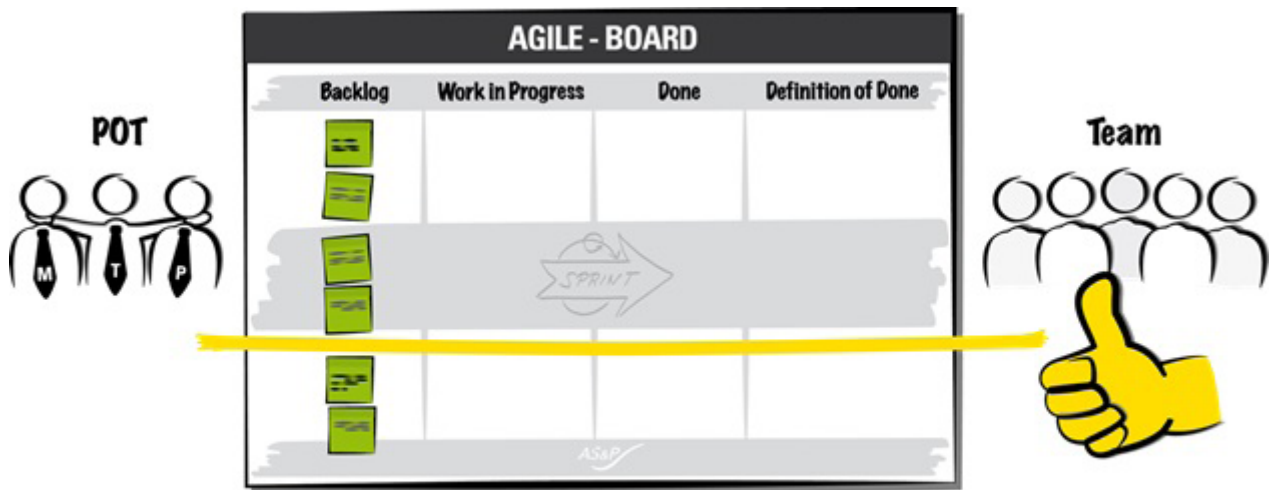 AGILE - BOARD
Backlog Work in Progress Done Definition of Done
POT
Team
M T P
SPRINT
AS&P